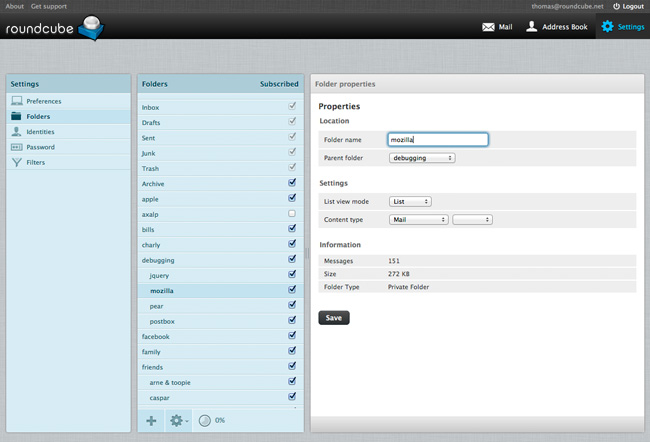 About Get support thomas@roundcube.net Logout
roundcube Mail Address Book Settings
Settings
Preferences
Folders
Identities
Password
Filters
Folders Subscribed
Inbox
Drafts
Sent
Junk
Trash
Archive
apple
axalp
bills
charly
debugging
jquery
mozilla
pear
postbox
facebook
family
friends
arne & toopie
caspar
0%
Folder properties
Properties
Location
Folder name mozilla
Parent folder debugging
Settings
List view mode List
Content type Mail
Information
Messages 151
Size 272 KB
Folder Type Private Folder
Save